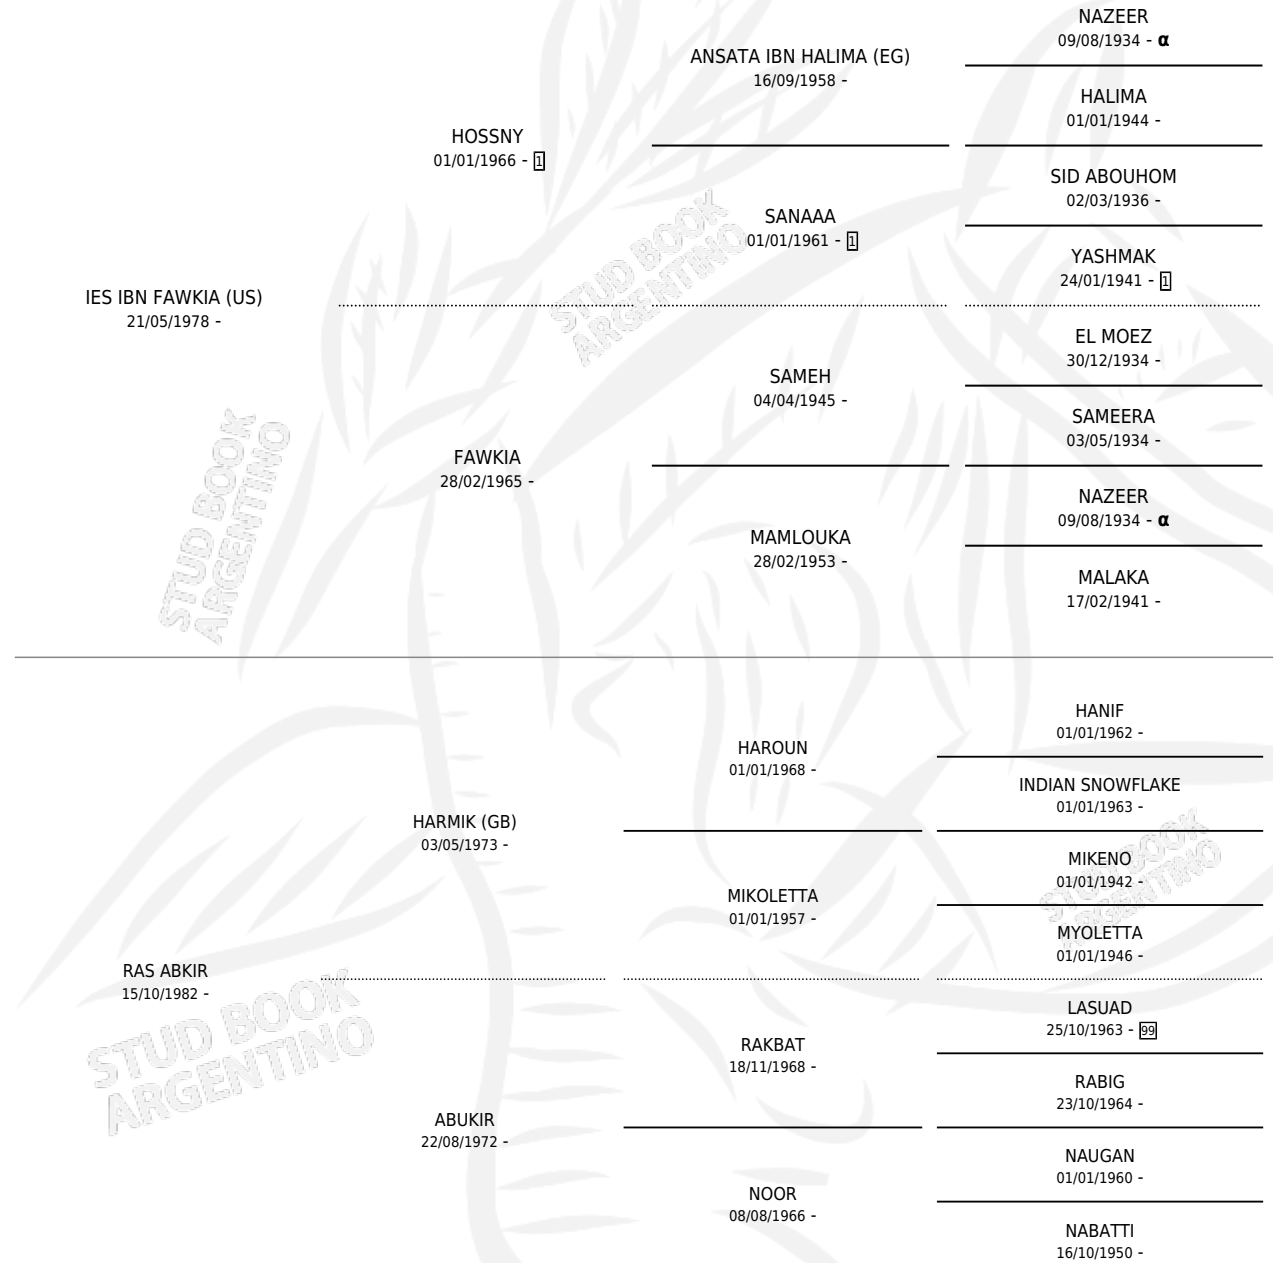 NAZEER
09/08/1934 - α
ANSATA IBN HALIMA (EG)
16/09/1958 -
HALIMA
01/01/1944 -
HOSSNY
01/01/1966 - 1
SID ABOUHOM
02/03/1936 -
SANAAA
01/01/1961 - 1
YASHMAK
24/01/1941 - 1
STUD BOOK
ARGENTINO
IES IBN FAWKIA (US)
21/05/1978 -
EL MOEZ
30/12/1934 -
SAMEH
04/04/1945 -
SAMEERA
03/05/1934 -
FAWKIA
28/02/1965 -
NAZEER
09/08/1934 - α
MAMLOUKA
28/02/1953 -
MALAKA
17/02/1941 -
STUD BOOK
ARGENTINO
HANIF
01/01/1962 -
HAROUN
01/01/1968 -
INDIAN SNOWFLAKE
01/01/1963 -
HARMIK (GB)
03/05/1973 -
MIKENO
01/01/1942 -
MIKOLETTA
01/01/1957 -
MYOLETTA
01/01/1946 -
STUD BOOK
ARGENTINO
RAS ABKIR
15/10/1982 -
LASUAD
25/10/1963 - 99
RAKBAT
18/11/1968 -
RABIG
23/10/1964 -
ABUKIR
22/08/1972 -
NAUGAN
01/01/1960 -
NOOR
08/08/1966 -
NABATTI
16/10/1950 -
STUD BOOK
ARGENTINO